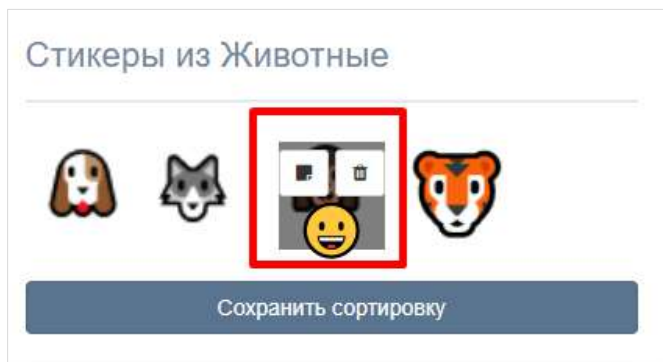 Стикеры из Животные
Сохранить сортировку